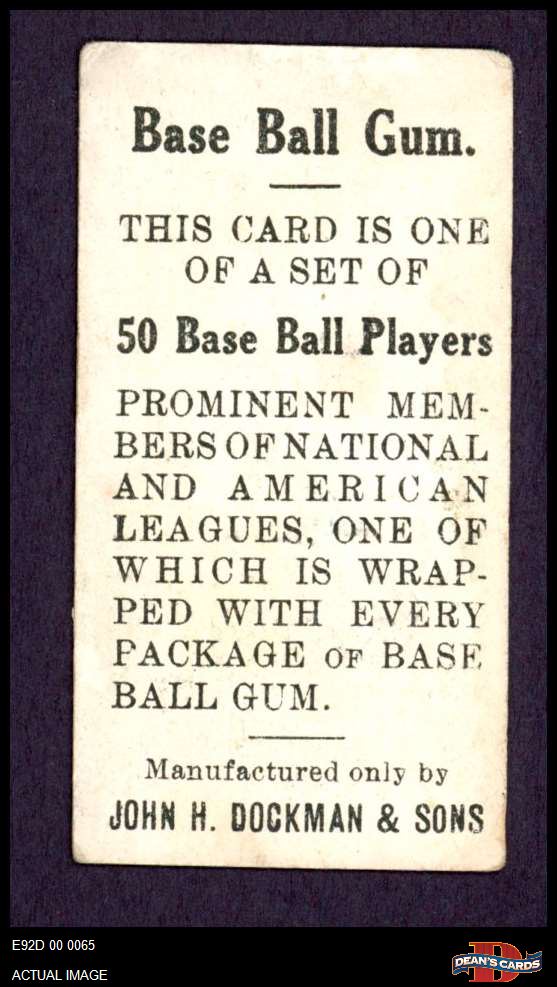 Base Ball Gum.
THIS CARD IS ONE
OF A SET OF
50 Base Ball Players
PROMINENT MEM-
BERS OF NATIONAL
AND AMERICAN
LEAGUES, ONE OF
WHICH IS WRAP-
PED WITH EVERY
PACKAGE OF BASE
BALL GUM.
Manufactured only by
JOHN H. DOCKMAN & SONS
E92D 00 0065
ACTUAL IMAGE
D
DEAN'S CARDS